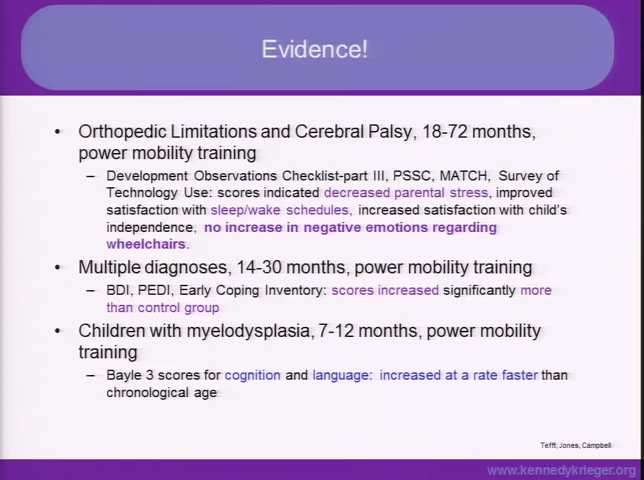 Evidence!
• Orthopedic Limitations and Cerebral Palsy, 18-72 months,
power mobility training
– Development Observations Checklist-part III, PSSC, MATCH, Survey of
Technology Use: scores indicated decreased parental stress, improved
satisfaction with sleep/wake schedules, increased satisfaction with child's
independence, no increase in negative emotions regarding
wheelchairs.
• Multiple diagnoses, 14-30 months, power mobility training
– BDI, PEDI, Early Coping Inventory: scores increased significantly more
than control group
• Children with myelodysplasia, 7-12 months, power mobility
training
– Bayle 3 scores for cognition and language: increased at a rate faster than
chronological age
Tefft, Jones, Campbell
www.kennedykrieger.org